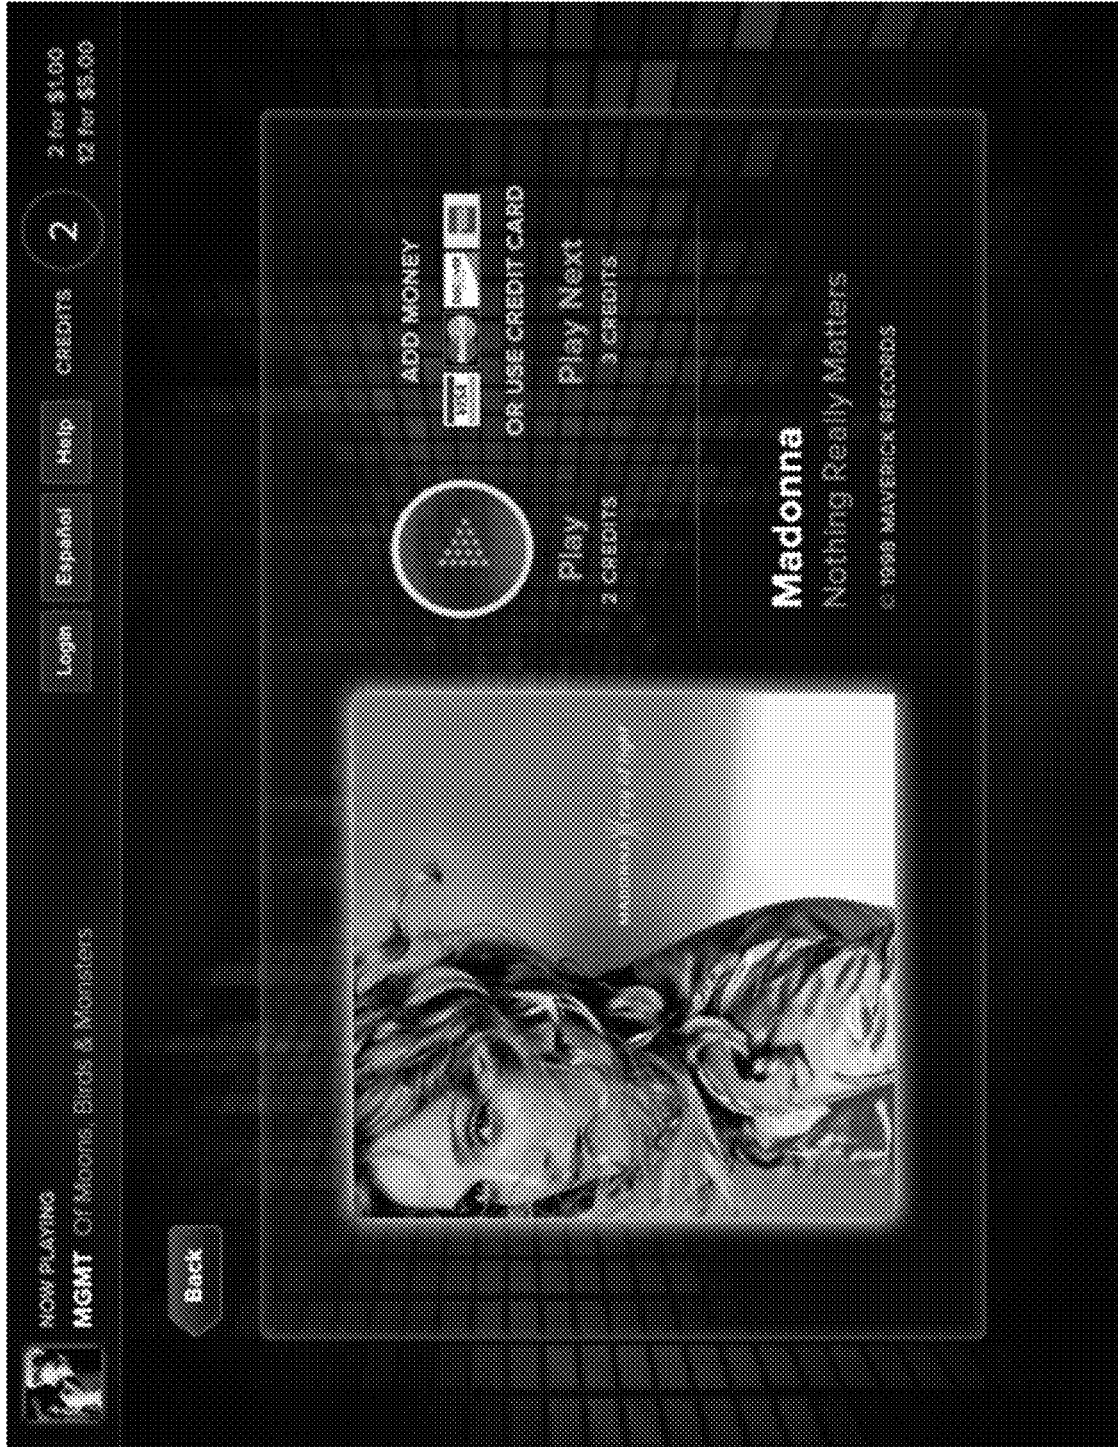 NOW PLAYING
MGMT Of Moons, Birds & Monsters
Login
Español
Help
CREDITS
2
2 for $1.00
12 for $5.00
Back
ADD MONEY
VISA
OR USE CREDIT CARD
Play
2 CREDITS
Play Next
3 CREDITS
Madonna
Nothing Really Matters
© 1998 MAVERICK RECORDS